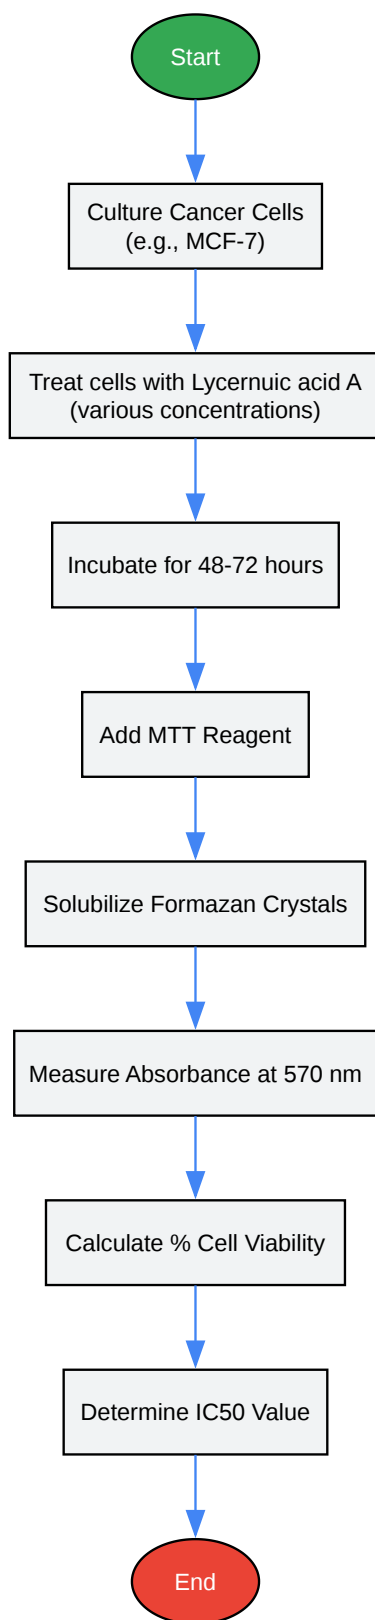 Start
Culture Cancer Cells
(e.g., MCF-7)
Treat cells with Lycernuic acid A
(various concentrations)
Incubate for 48-72 hours
Add MTT Reagent
Solubilize Formazan Crystals
Measure Absorbance at 570 nm
Calculate % Cell Viability
Determine IC50 Value
End